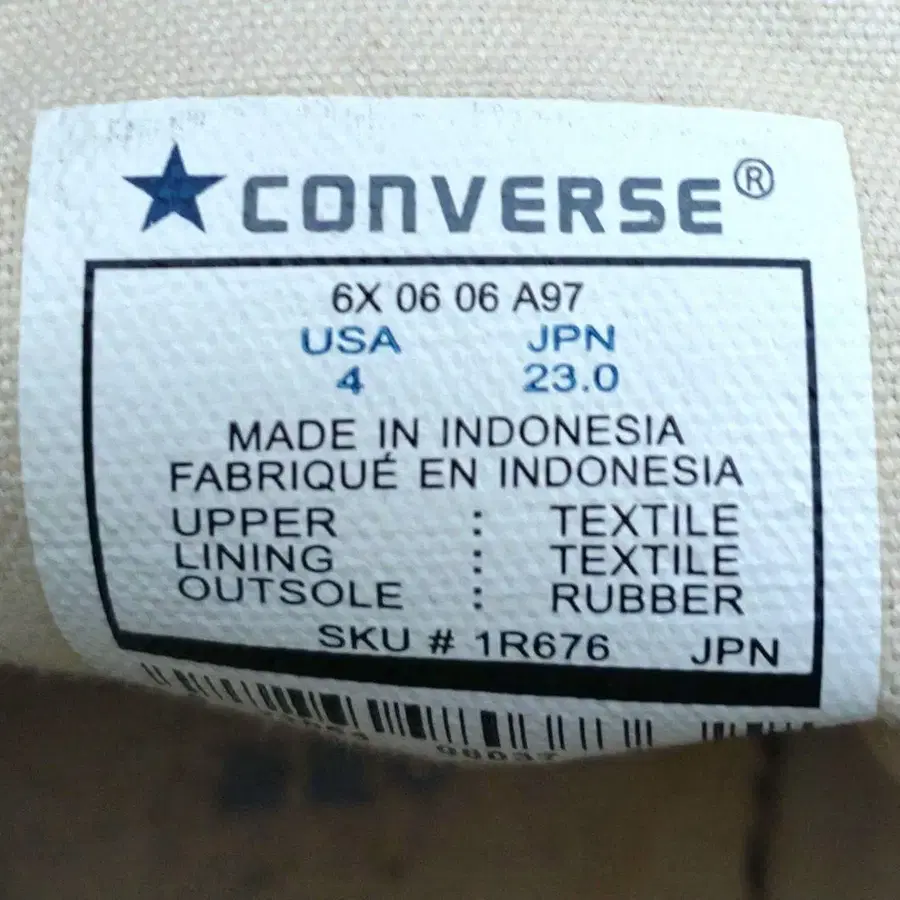 CONVERSE®
6X 06 06 A97
USA JPN
4 23.0
MADE IN INDONESIA
FABRIQUÉ EN INDONESIA
UPPER : TEXTILE
LINING : TEXTILE
OUTSOLE : RUBBER
SKU # 1R676 JPN